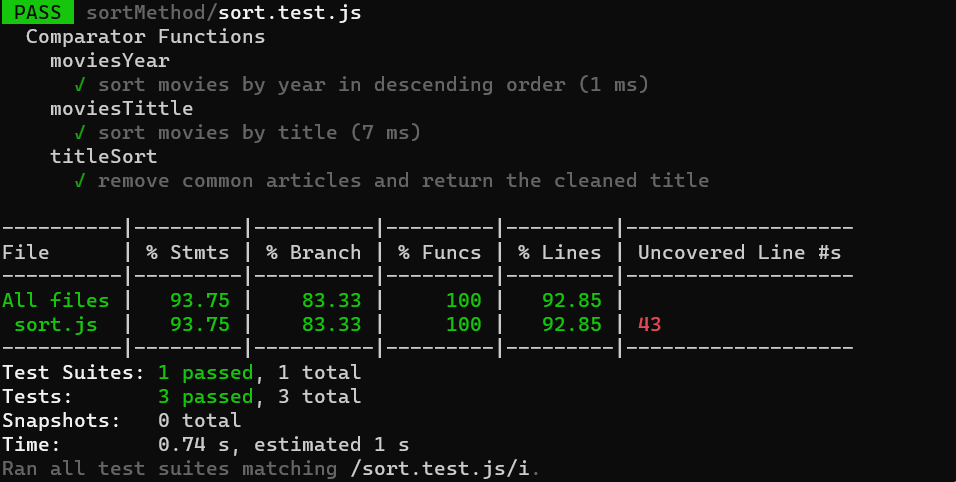 PASS sortMethod/sort.test.js
Comparator Functions
moviesYear
√ sort movies by year in descending order (1 ms)
moviesTittle
√ sort movies by title (7 ms)
titleSort
√ remove common articles and return the cleaned title
----------|---------|----------|---------|---------|-------------------
File      | % Stmts | % Branch | % Funcs | % Lines | Uncovered Line #s
----------|---------|----------|---------|---------|-------------------
All files |   93.75 |    83.33 |     100 |   92.85 |
 sort.js  |   93.75 |    83.33 |     100 |   92.85 | 43
----------|---------|----------|---------|---------|-------------------
Test Suites: 1 passed, 1 total
Tests:       3 passed, 3 total
Snapshots:   0 total
Time:        0.74 s, estimated 1 s
Ran all test suites matching /sort.test.js/i.